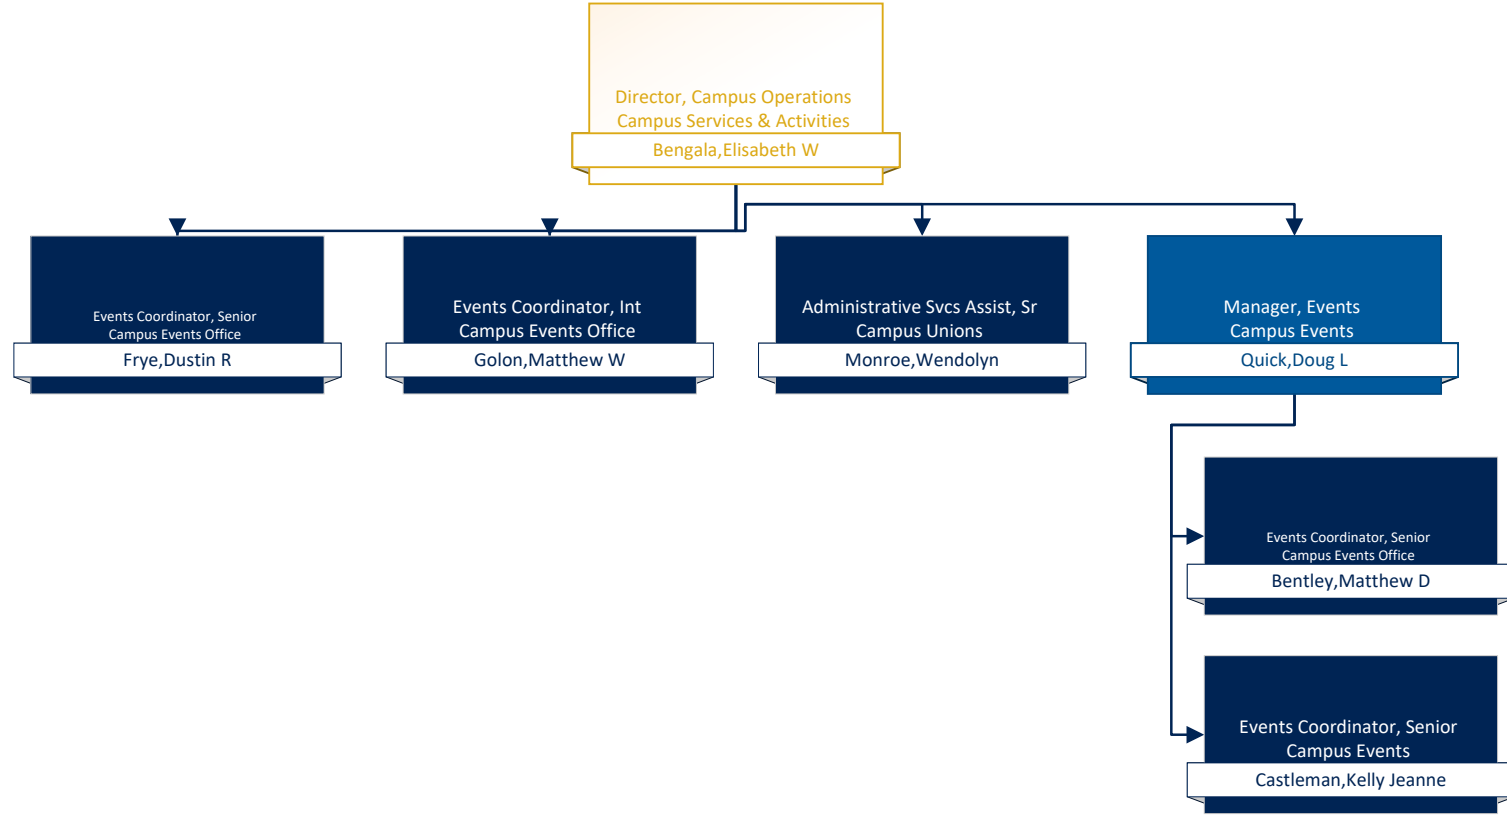 Director, Campus Operations
Campus Services & Activities
Bengala,Elisabeth W
Events Coordinator, Senior
Campus Events Office
Frye,Dustin R
Events Coordinator, Int
Campus Events Office
Golon,Matthew W
Administrative Svcs Assist, Sr
Campus Unions
Monroe,Wendolyn
Manager, Events
Campus Events
Quick,Doug L
Events Coordinator, Senior
Campus Events Office
Bentley,Matthew D
Events Coordinator, Senior
Campus Events
Castleman,Kelly Jeanne